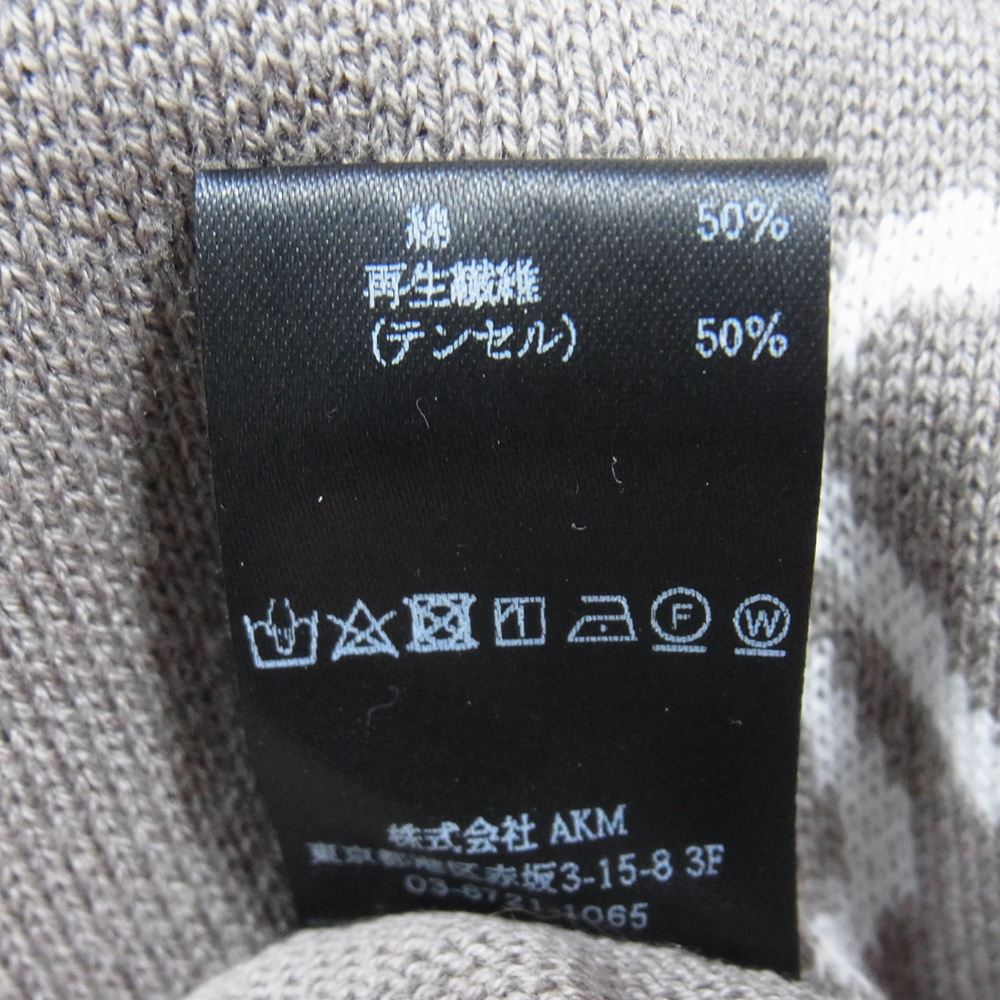 綿 50%
再生繊維
(テンセル) 50%
F W
株式会社 AKM
東京都港区赤坂3-15-8 3F
03-6721-1065